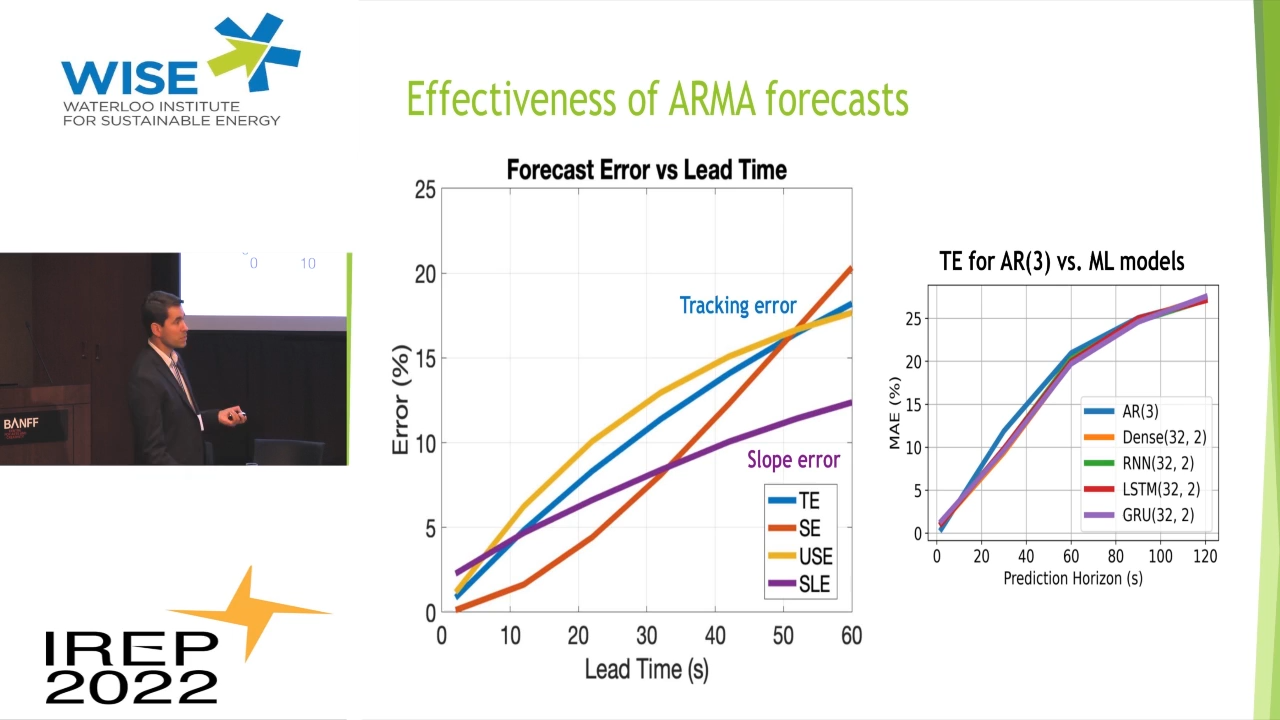 WISE
WATERLOO INSTITUTE
FOR SUSTAINABLE ENERGY
Effectiveness of ARMA forecasts
Forecast Error vs Lead Time
25
20
15
10
5
0
Error (%)
0 10 20 30 40 50 60
Lead Time (s)
Tracking error
Slope error
TE
SE
USE
SLE
TE for AR(3) vs. ML models
25
20
15
10
5
0
MAE (%)
0 20 40 60 80 100 120
Prediction Horizon (s)
AR(3)
Dense(32, 2)
RNN(32, 2)
LSTM(32, 2)
GRU(32, 2)
0 10
BANFF
IREP
2022